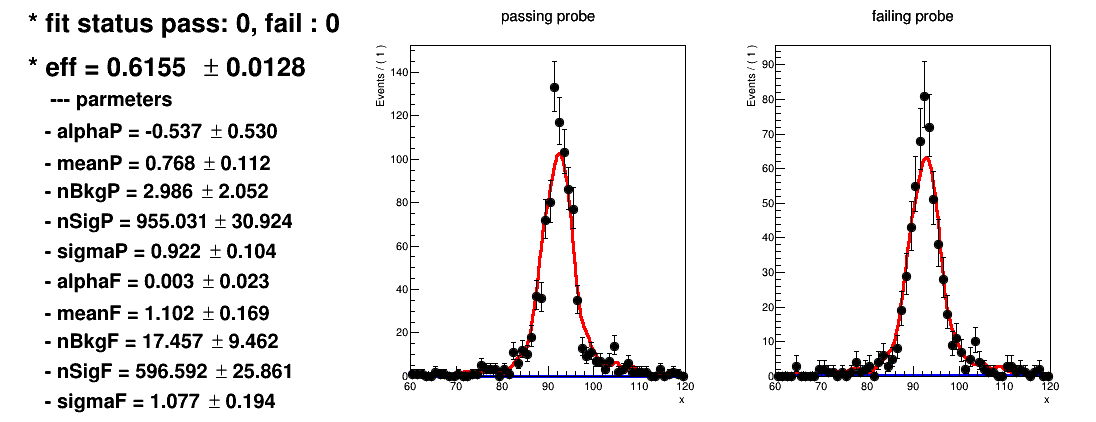 * fit status pass: 0, fail : 0
* eff = 0.6155 ± 0.0128
--- parmeters
- alphaP = -0.537 ± 0.530
- meanP = 0.768 ± 0.112
- nBkgP = 2.986 ± 2.052
- nSigP = 955.031 ± 30.924
- sigmaP = 0.922 ± 0.104
- alphaF = 0.003 ± 0.023
- meanF = 1.102 ± 0.169
- nBkgF = 17.457 ± 9.462
- nSigF = 596.592 ± 25.861
- sigmaF = 1.077 ± 0.194
passing probe
Events / ( 1 )
140
120
100
80
60
40
20
0
60 70 80 90 100 110 120
x
failing probe
Events / ( 1 )
90
80
70
60
50
40
30
20
10
0
60 70 80 90 100 110 120
x